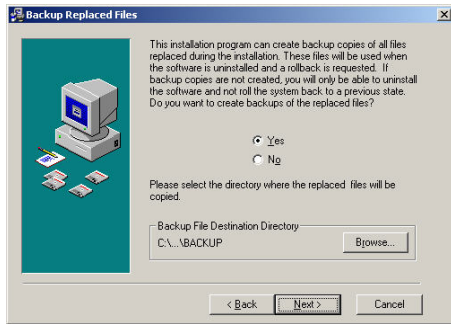 Backup Replaced Files
This installation program can create backup copies of all files
replaced during the installation. These files will be used when
the software is uninstalled and a rollback is requested. If
backup copies are not created, you will only be able to uninstall
the software and not roll the system back to a previous state.
Do you want to create backups of the replaced files?
Yes
No
Please select the directory where the replaced files will be
copied.
Backup File Destination Directory
C:\...\BACKUP
Browse...
< Back
Next >
Cancel